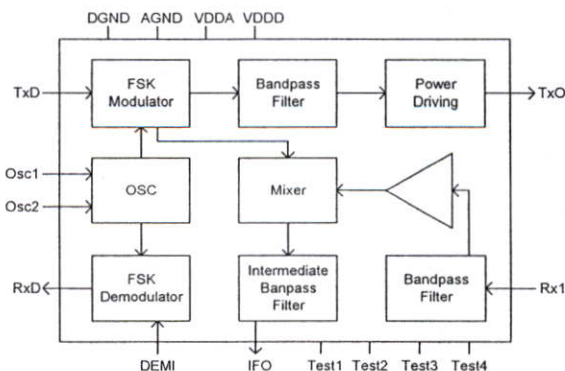 DGND AGND VDDA VDDD
TxD
FSK
Modulator
Bandpass
Filter
Power
Driving
TxO
Osc1
Osc2
OSC
Mixer
RxD
FSK
Demodulator
Intermediate
Banpass
Filter
Bandpass
Filter
Rx1
DEMI
IFO
Test1
Test2
Test3
Test4